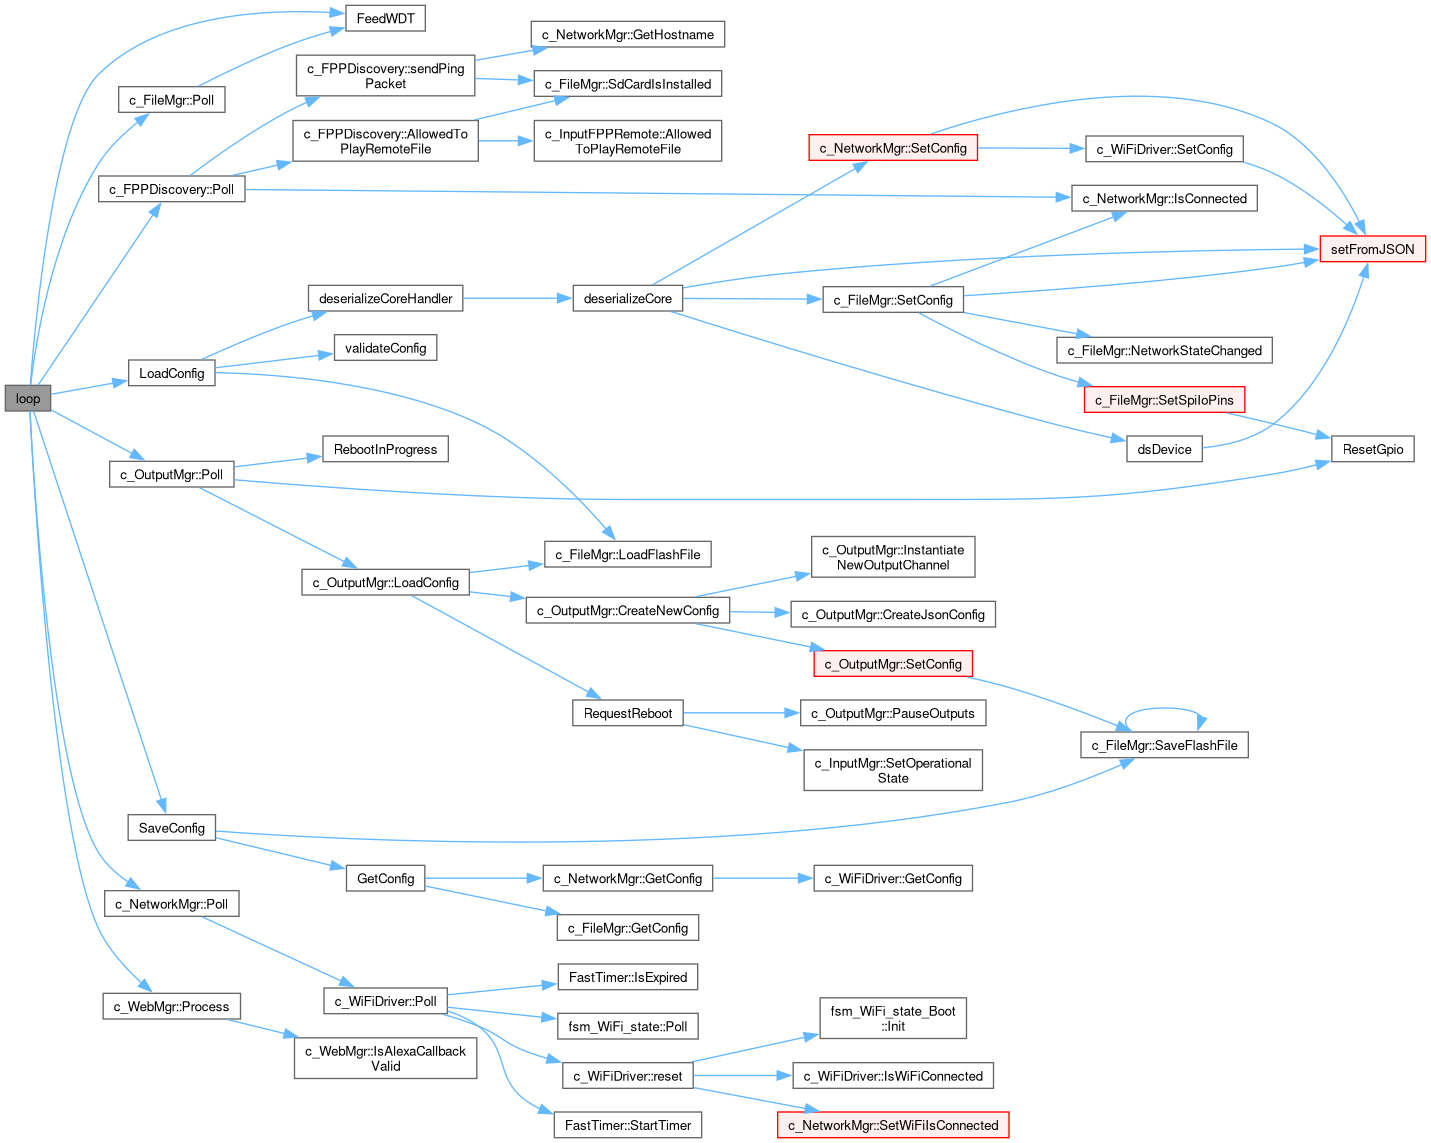 FeedWDT
c_NetworkMgr::GetHostname
c_FPPDiscovery::sendPing
Packet
c_FileMgr::SdCardIsInstalled
c_FileMgr::Poll
c_FPPDiscovery::AllowedTo
PlayRemoteFile
c_InputFPPRemote::Allowed
ToPlayRemoteFile
c_NetworkMgr::SetConfig
c_WiFiDriver::SetConfig
c_FPPDiscovery::Poll
c_NetworkMgr::IsConnected
setFromJSON
deserializeCoreHandler
deserializeCore
c_FileMgr::SetConfig
validateConfig
c_FileMgr::NetworkStateChanged
LoadConfig
loop
c_FileMgr::SetSpiIoPins
RebootInProgress
dsDevice
ResetGpio
c_OutputMgr::Poll
c_FileMgr::LoadFlashFile
c_OutputMgr::Instantiate
NewOutputChannel
c_OutputMgr::LoadConfig
c_OutputMgr::CreateNewConfig
c_OutputMgr::CreateJsonConfig
c_OutputMgr::SetConfig
RequestReboot
c_OutputMgr::PauseOutputs
c_FileMgr::SaveFlashFile
c_InputMgr::SetOperational
State
SaveConfig
GetConfig
c_NetworkMgr::GetConfig
c_WiFiDriver::GetConfig
c_NetworkMgr::Poll
c_FileMgr::GetConfig
FastTimer::IsExpired
c_WebMgr::Process
c_WiFiDriver::Poll
fsm_WiFi_state::Poll
fsm_WiFi_state_Boot
::Init
c_WebMgr::IsAlexaCallback
Valid
c_WiFiDriver::reset
c_WiFiDriver::IsWiFiConnected
FastTimer::StartTimer
c_NetworkMgr::SetWiFiIsConnected